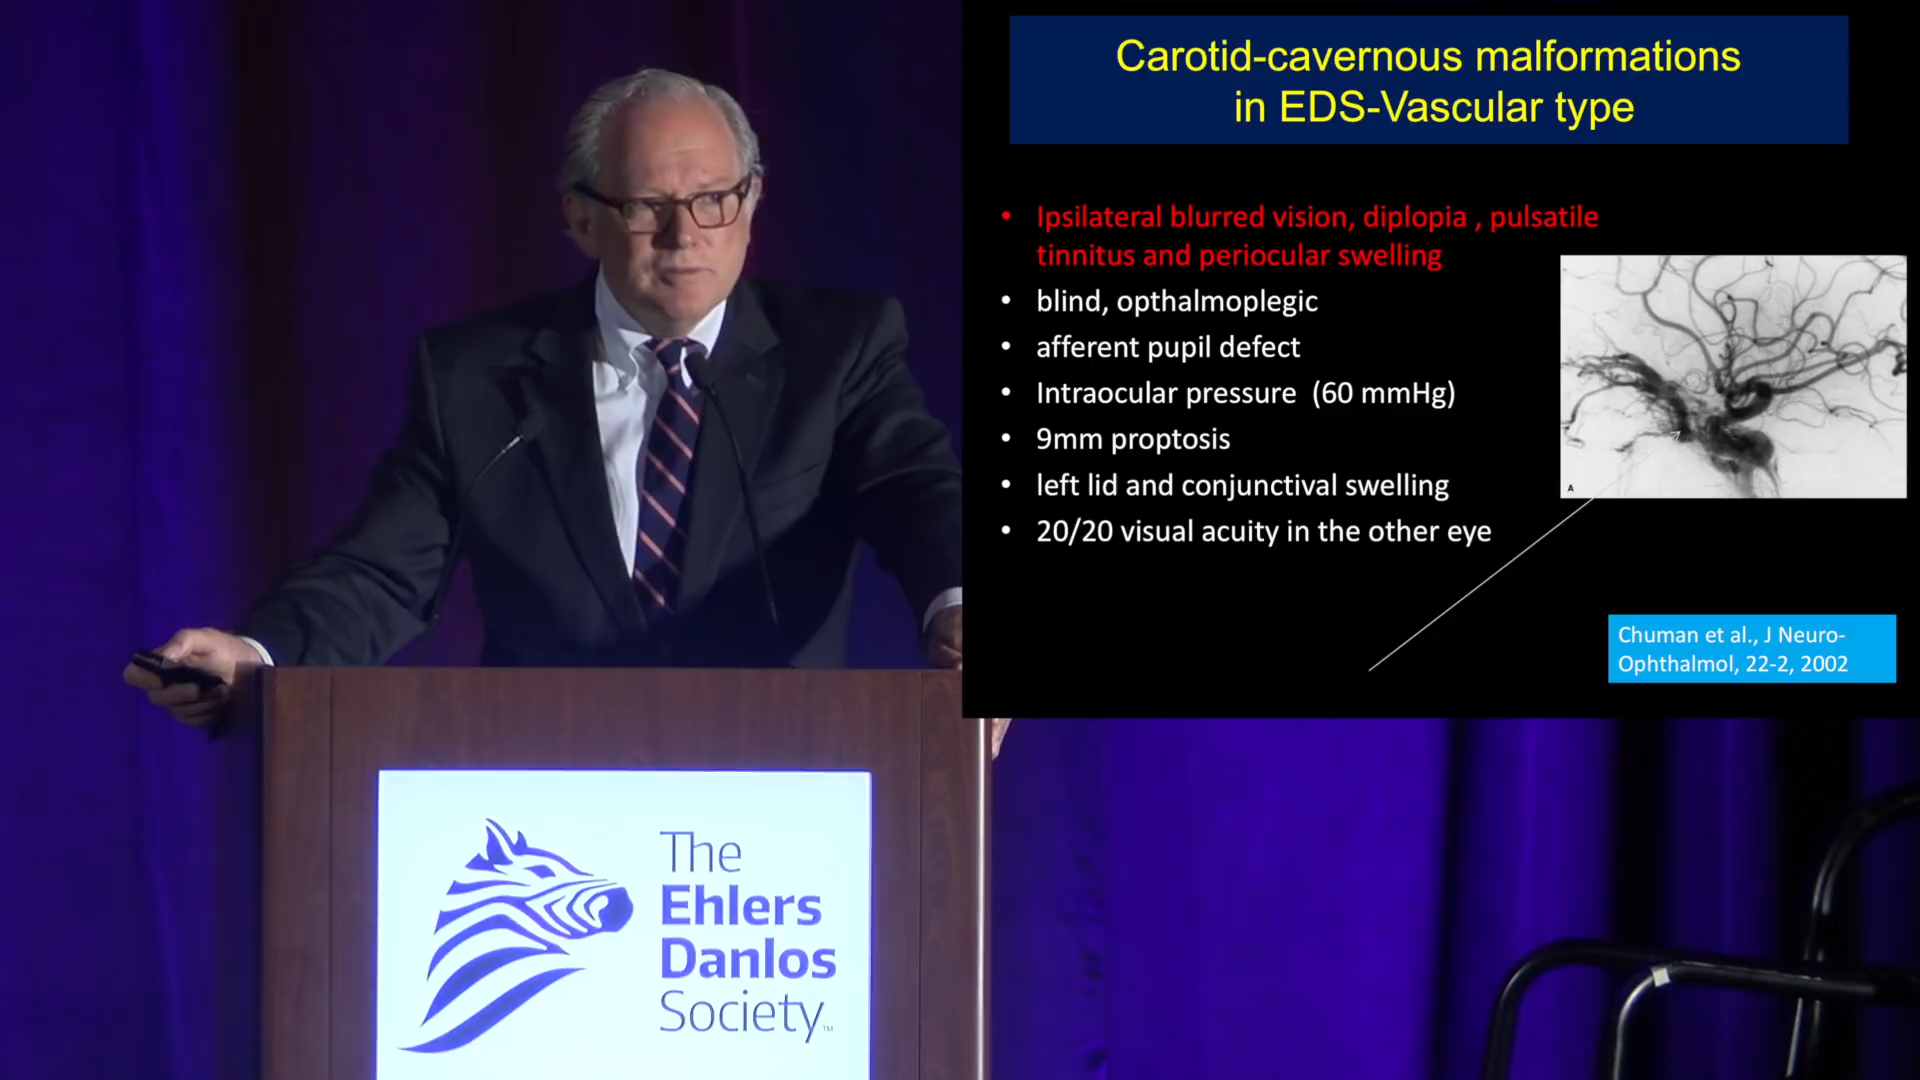 Carotid-cavernous malformations
in EDS-Vascular type
• Ipsilateral blurred vision, diplopia , pulsatile
tinnitus and periocular swelling
• blind, opthalmoplegic
• afferent pupil defect
• Intraocular pressure (60 mmHg)
• 9mm proptosis
• left lid and conjunctival swelling
• 20/20 visual acuity in the other eye
A
Chuman et al., J Neuro-
Ophthalmol, 22-2, 2002
The
Ehlers
Danlos
Society™